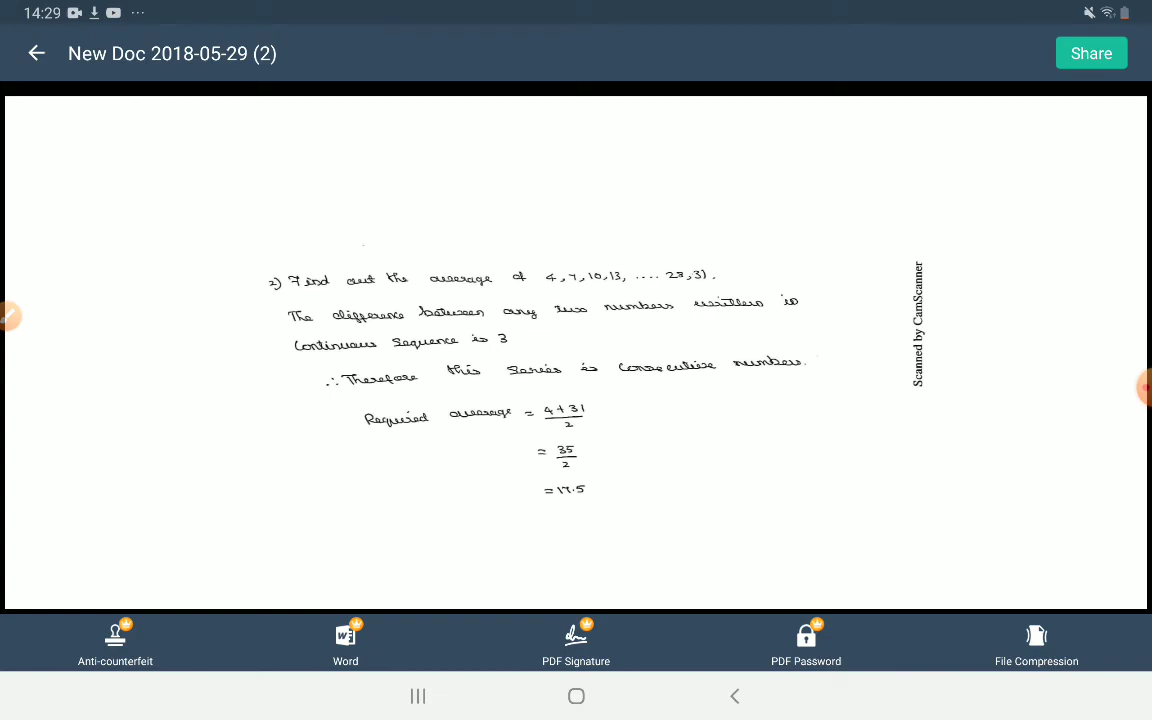 14:29
New Doc 2018-05-29 (2)
Share
2) Find out the average of 4, 7, 10, 13, .... 28, 31.
The difference between any two numbers written in
Continuous Sequence is 3
∴ Therefore this Series is consecutive numbers.
Required average = 4+31
2
= 35
2
= 17.5
Scanned by CamScanner
Anti-counterfeit
Word
PDF Signature
PDF Password
File Compression